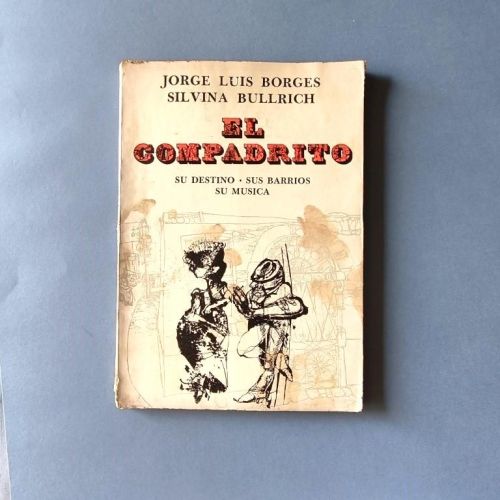 JORGE LUIS BORGES
SILVINA BULLRICH
EL
COMPADRITO
SU DESTINO • SUS BARRIOS
SU MUSICA